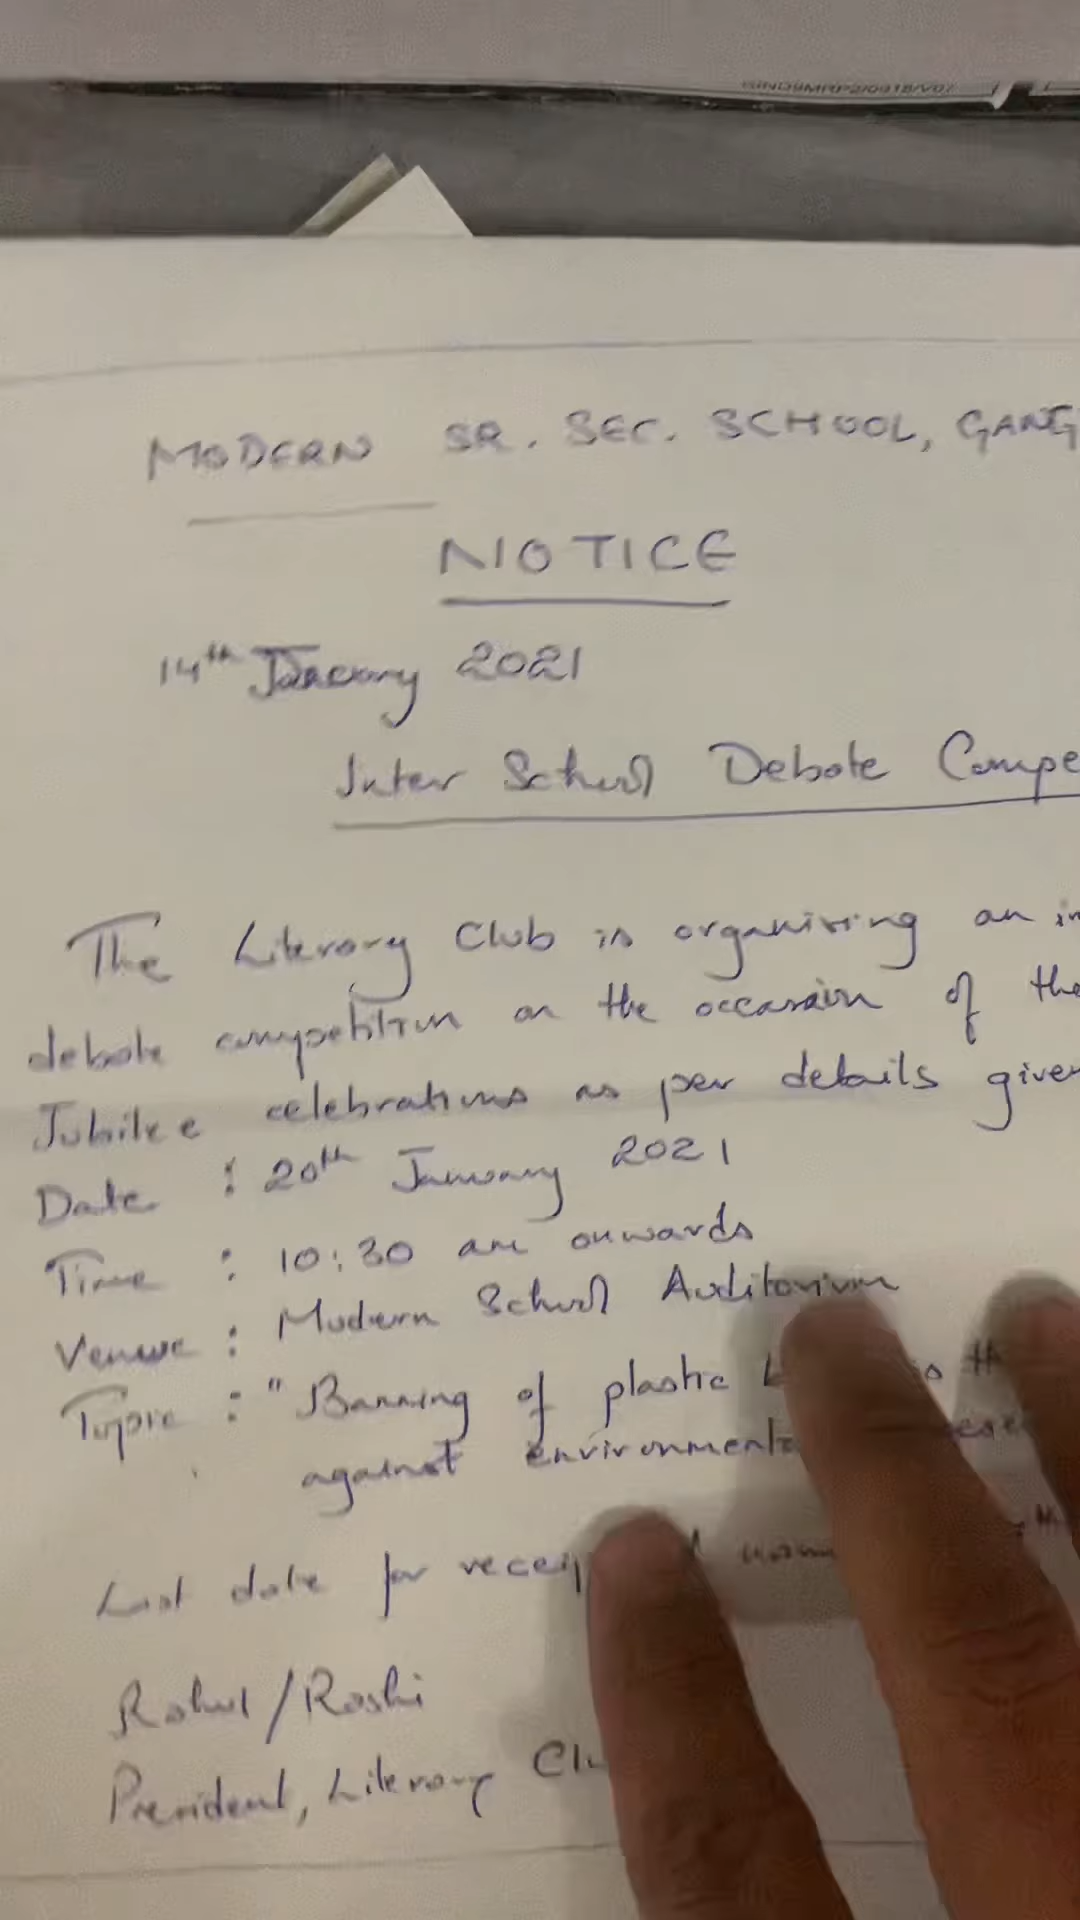 MODERN SR. SEC. SCHOOL, GANG
NOTICE
14th January 2021
Inter School Debate Compe
The Literary Club is organising an in
debate competition on the occasion of the
Jubilee celebrations as per details given
Date : 20th January 2021
Time : 10:30 am onwards
Venue : Modern School Auditorium
Topic : "Banning of plastic
against environmental
Last date for receip
Rahul/Rashi
President, Literary Clu